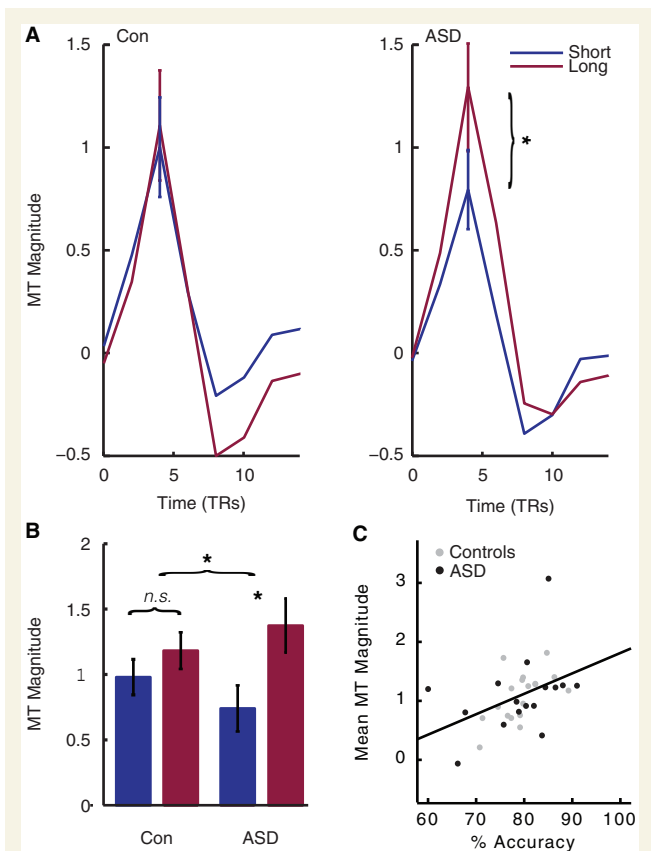 A
Con
ASD
Short
Long
1.5
1
0.5
0
−0.5
MT Magnitude
0 5 10
Time (TRs)
1.5
1
0.5
0
−0.5
*
0 5 10
Time (TRs)
B
2
1.5
1
0.5
0
MT Magnitude
n.s.
*
*
Con ASD
C
Controls
ASD
3
2
1
0
Mean MT Magnitude
60 70 80 90 100
% Accuracy